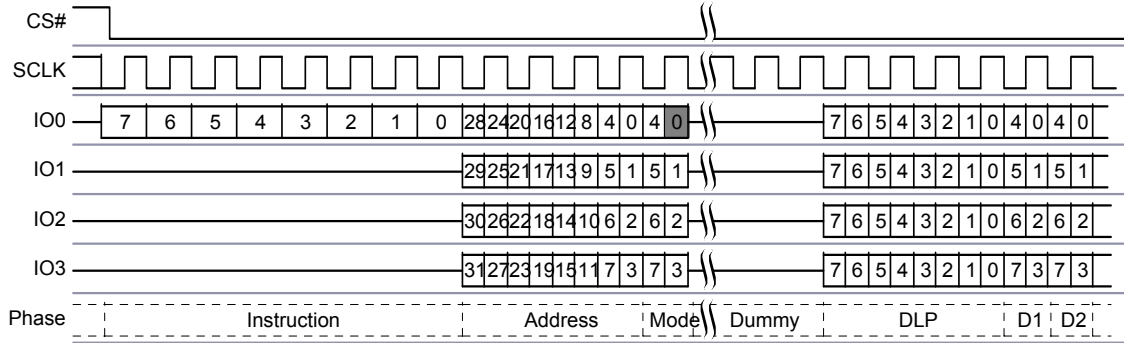 CS#
SCLK
IO0 7 6 5 4 3 2 1 0 28 24 20 16 12 8 4 0 4 0 7 6 5 4 3 2 1 0 4 0 4 0
IO1 29 25 21 17 13 9 5 1 5 1 7 6 5 4 3 2 1 0 5 1 5 1
IO2 30 26 22 18 14 10 6 2 6 2 7 6 5 4 3 2 1 0 6 2 6 2
IO3 31 27 23 19 15 11 7 3 7 3 7 6 5 4 3 2 1 0 7 3 7 3
Phase Instruction Address Mode Dummy DLP D1 D2